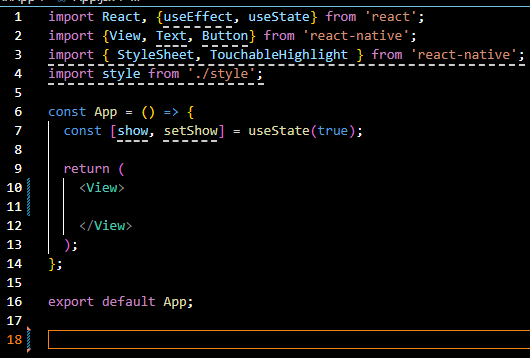 1 import React, {useEffect, useState} from 'react';
2 import {View, Text, Button} from 'react-native';
3 import { StyleSheet, TouchableHighlight } from 'react-native';
4 import style from './style';
5
6 const App = () => {
7 const [show, setShow] = useState(true);
8
9 return (
10 <View>
11
12 </View>
13 );
14 };
15
16 export default App;
17
18